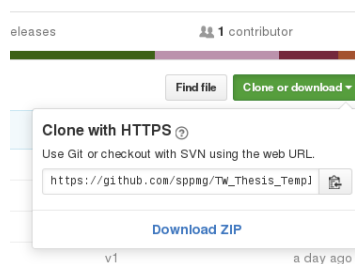 eleases 1 contributor
Find file Clone or download
Clone with HTTPS
Use Git or checkout with SVN using the web URL.
https://github.com/sppmg/TW_Thesis_Templ
Download ZIP
v1 a day ago